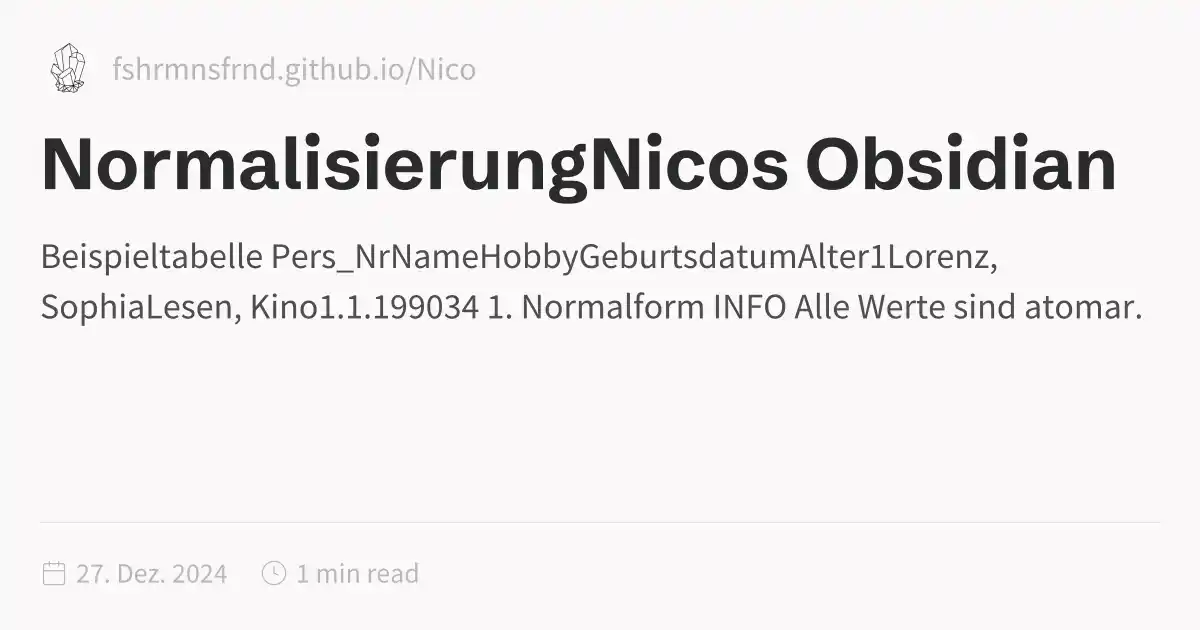 fshrmnsfrnd.github.io/Nico
NormalisierungNicos Obsidian
Beispieltabelle Pers_NrNameHobbyGeburtsdatumAlter1Lorenz,
SophiaLesen, Kino1.1.199034 1. Normalform INFO Alle Werte sind atomar.
27. Dez. 2024 1 min read